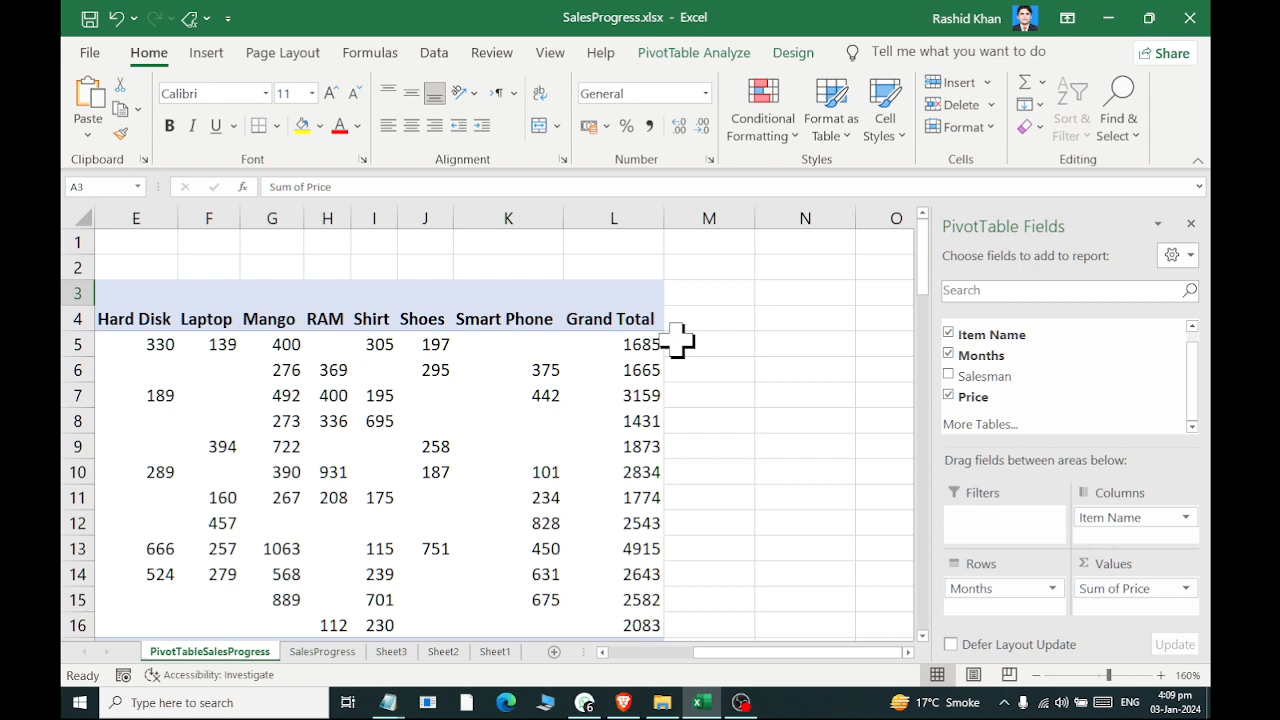 SalesProgress.xlsx - Excel
Rashid Khan
File Home Insert Page Layout Formulas Data Review View Help PivotTable Analyze Design Tell me what you want to do Share
Paste
Calibri 11
B I U
General
Conditional Formatting
Format as Table
Cell Styles
Insert
Delete
Format
Sort & Filter
Find & Select
Clipboard Font Alignment Number Styles Cells Editing
A3 fx Sum of Price
E F G H I J K L M N O
1
2
3
4 Hard Disk Laptop Mango RAM Shirt Shoes Smart Phone Grand Total
5 330 139 400 305 197 1685
6 276 369 295 375 1665
7 189 492 400 195 442 3159
8 273 336 695 1431
9 394 722 258 1873
10 289 390 931 187 101 2834
11 160 267 208 175 234 1774
12 457 828 2543
13 666 257 1063 115 751 450 4915
14 524 279 568 239 631 2643
15 889 701 675 2582
16 112 230 2083
PivotTable Fields
Choose fields to add to report:
Search
Item Name
Months
Salesman
Price
More Tables...
Drag fields between areas below:
Filters Columns
Item Name
Rows Σ Values
Months Sum of Price
Defer Layout Update Update
PivotTableSalesProgress SalesProgress Sheet3 Sheet2 Sheet1
Ready Accessibility: Investigate 160%
Type here to search 17°C Smoke 4:09 pm
03-Jan-2024